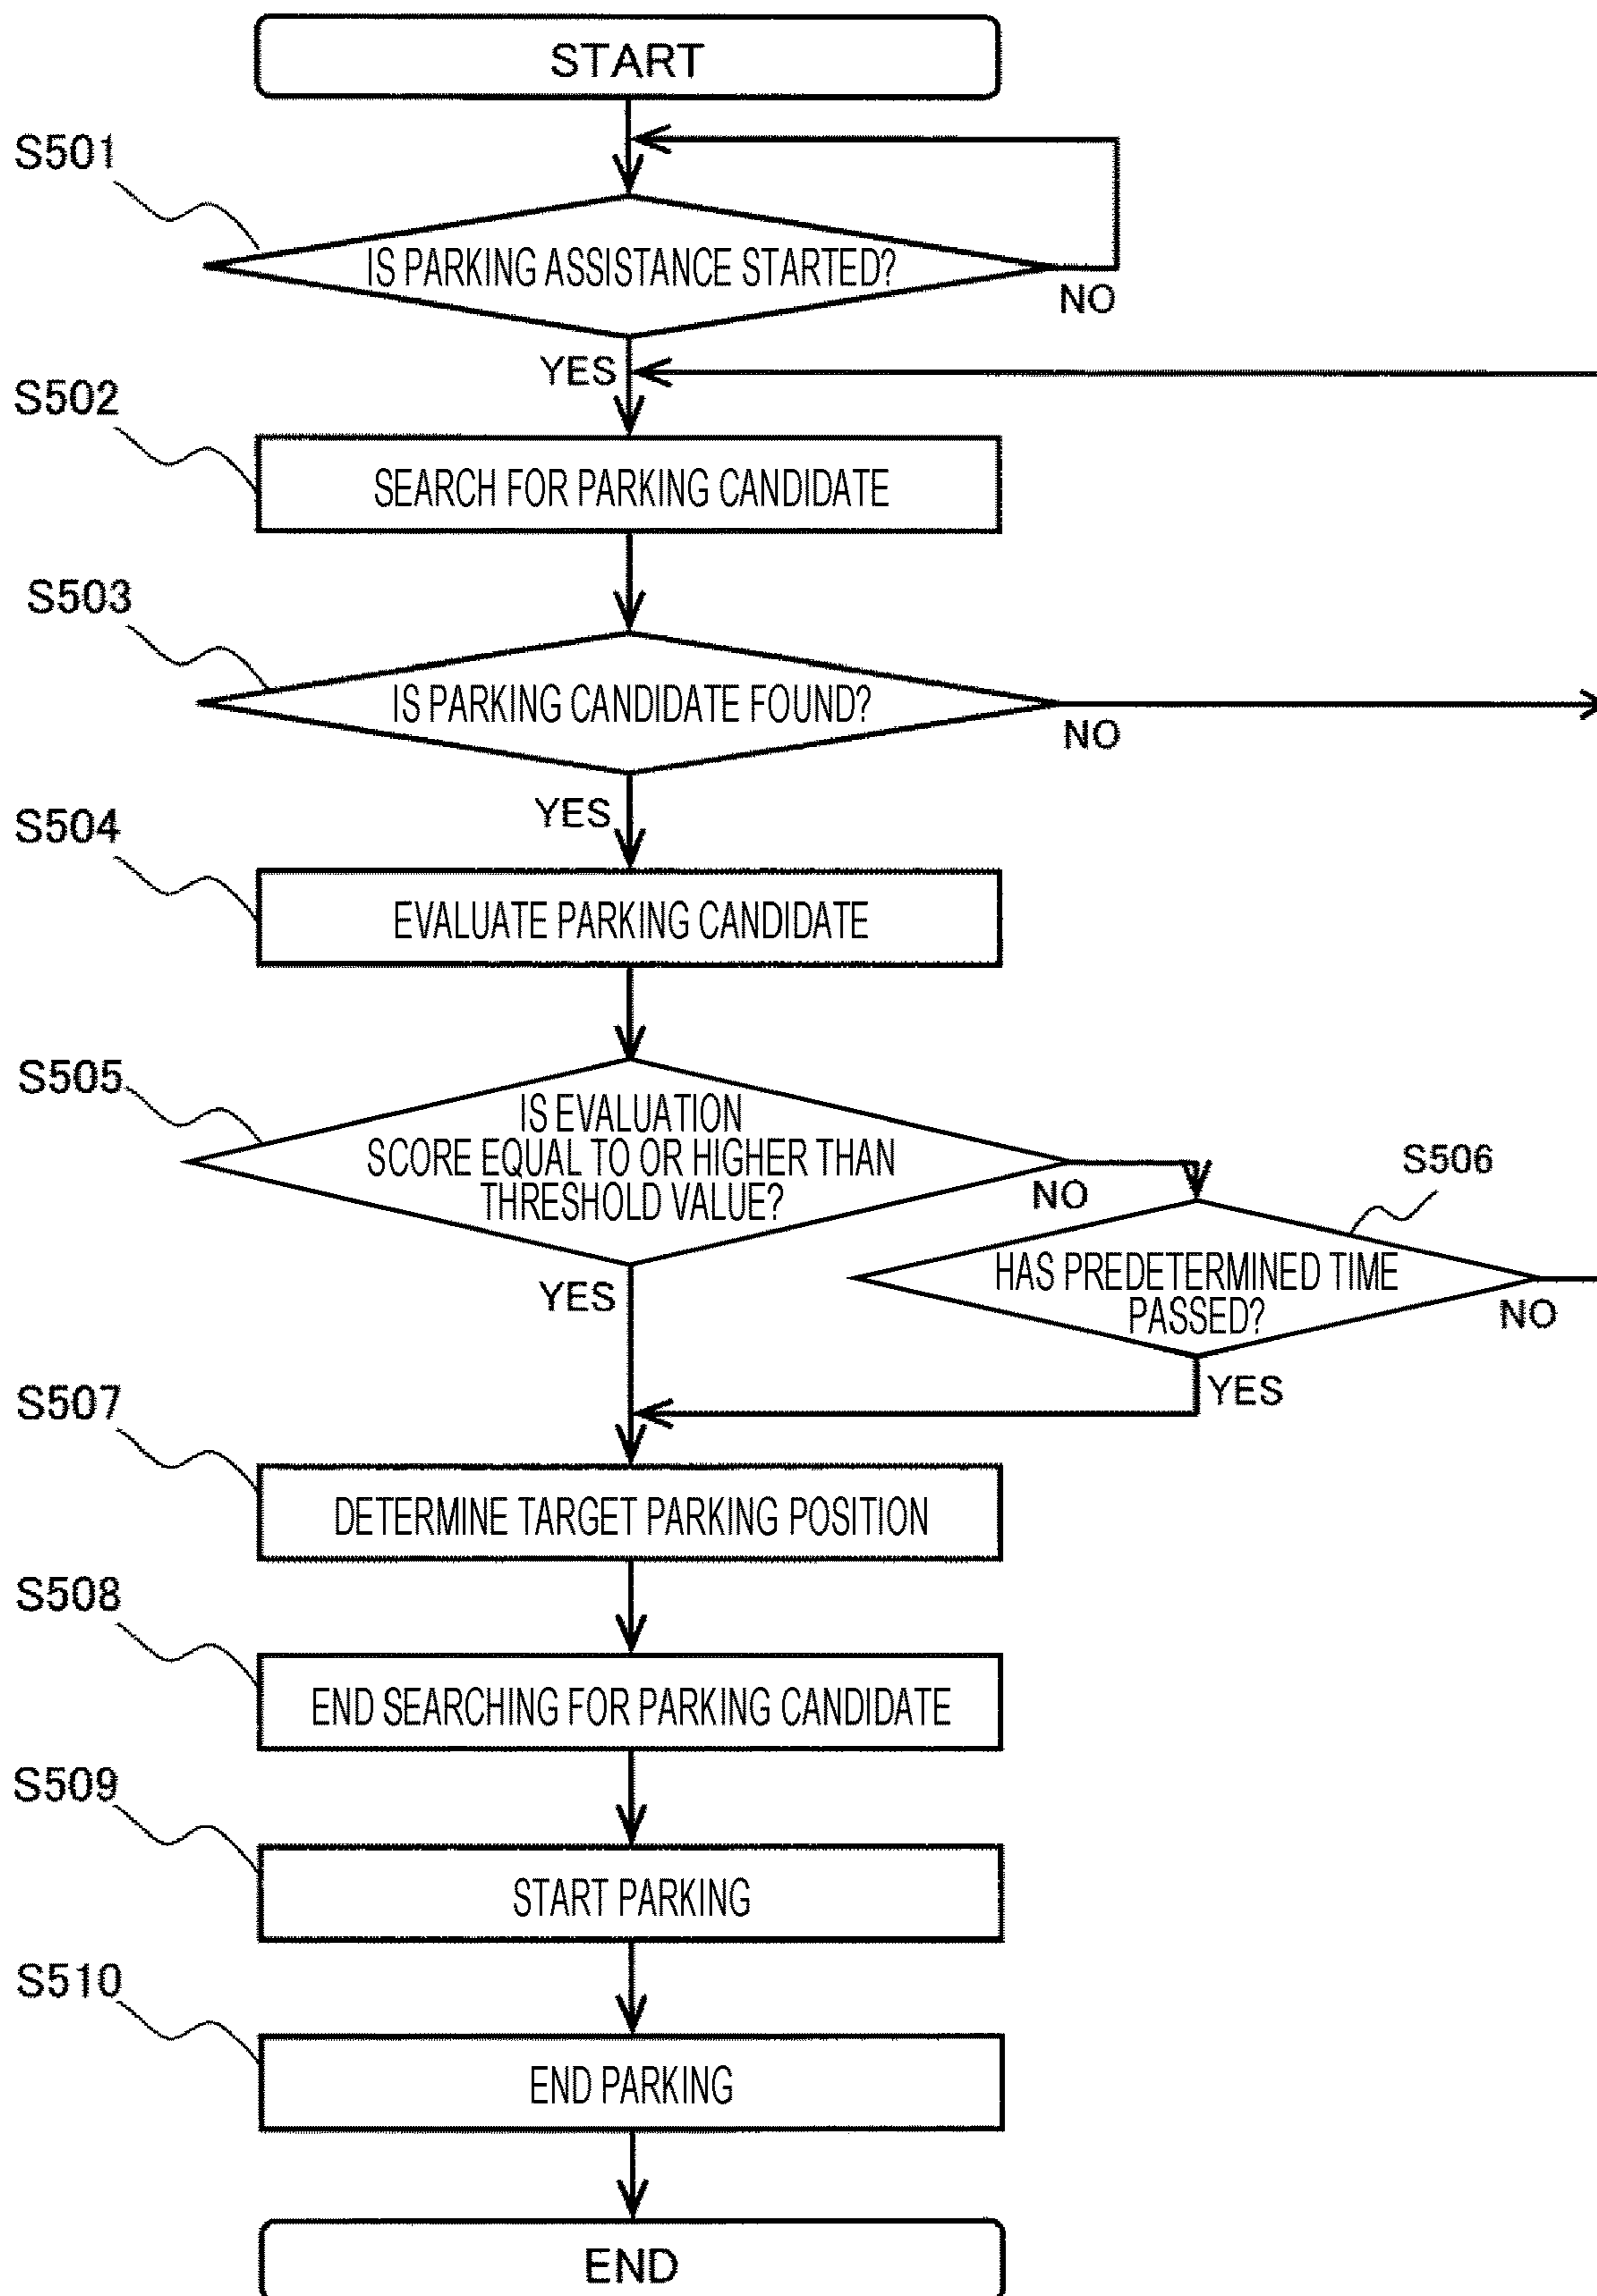 START
S501
IS PARKING ASSISTANCE STARTED?
NO
YES
S502
SEARCH FOR PARKING CANDIDATE
S503
IS PARKING CANDIDATE FOUND?
NO
YES
S504
EVALUATE PARKING CANDIDATE
S505
IS EVALUATION
SCORE EQUAL TO OR HIGHER THAN
THRESHOLD VALUE?
NO
YES
S506
HAS PREDETERMINED TIME
PASSED?
NO
YES
S507
DETERMINE TARGET PARKING POSITION
S508
END SEARCHING FOR PARKING CANDIDATE
S509
START PARKING
S510
END PARKING
END